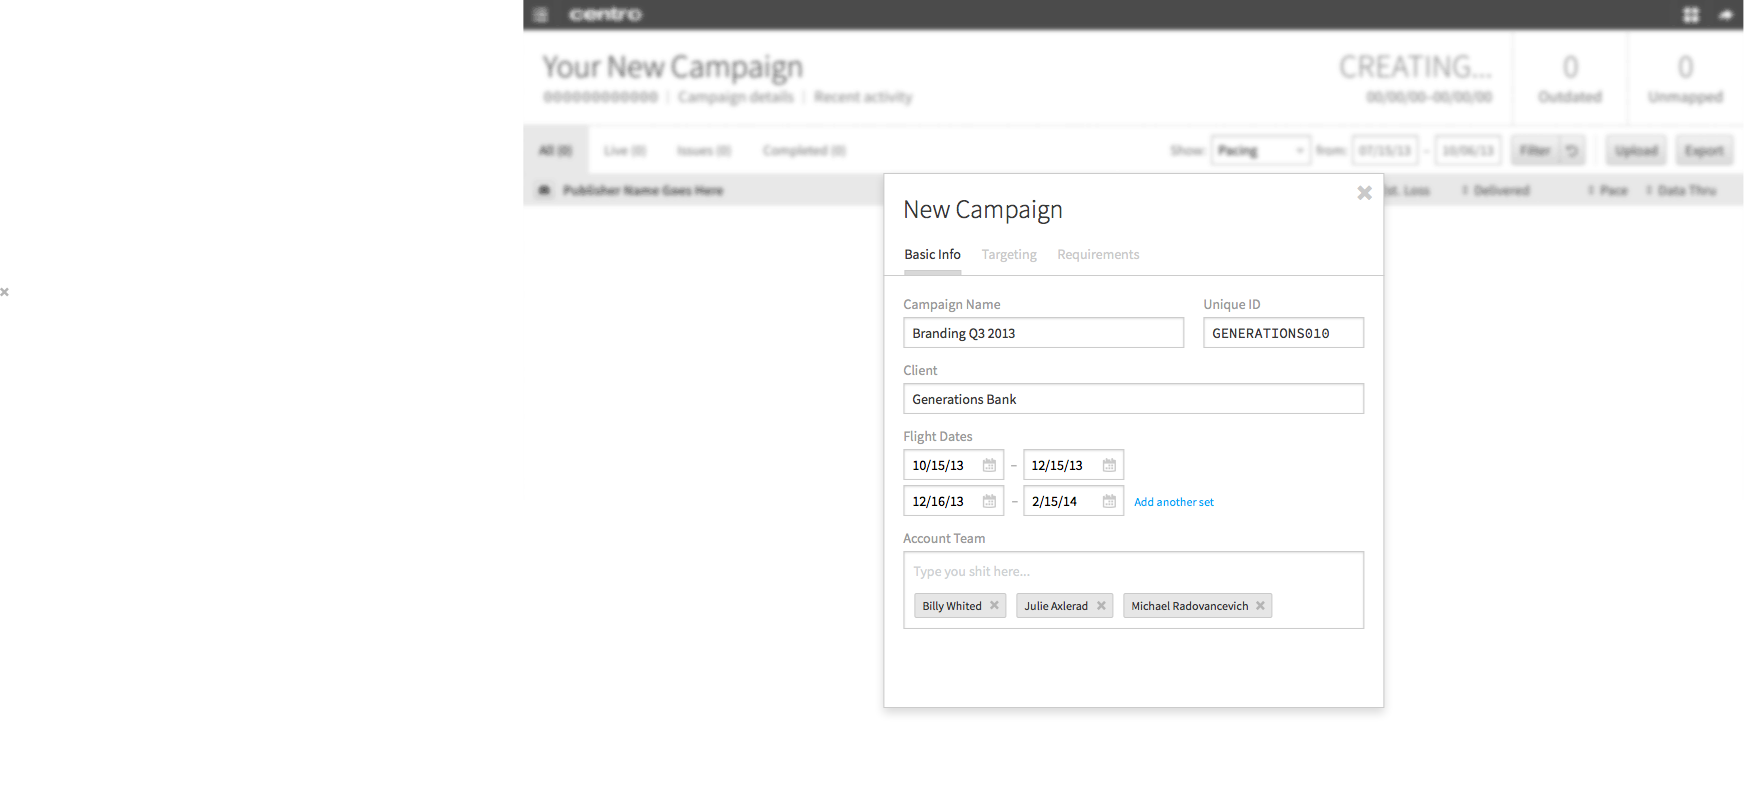 centro
Your New Campaign CREATING... 0 0
000000000000 | Campaign details | Recent activity 00/00/00-00/00/00 Outdated Unmapped
All (0) Live (0) Issues (0) Completed (0) Show: Pacing from: 07/15/13 - 10/06/13 Filter Upload Export
Publisher Name Goes Here Est. Loss Delivered Pace Data Thru
New Campaign
Basic Info Targeting Requirements
Campaign Name Unique ID
Branding Q3 2013 GENERATIONS010
Client
Generations Bank
Flight Dates
10/15/13 – 12/15/13
12/16/13 – 2/15/14 Add another set
Account Team
Type you shit here...
Billy Whited Julie Axlerad Michael Radovancevich